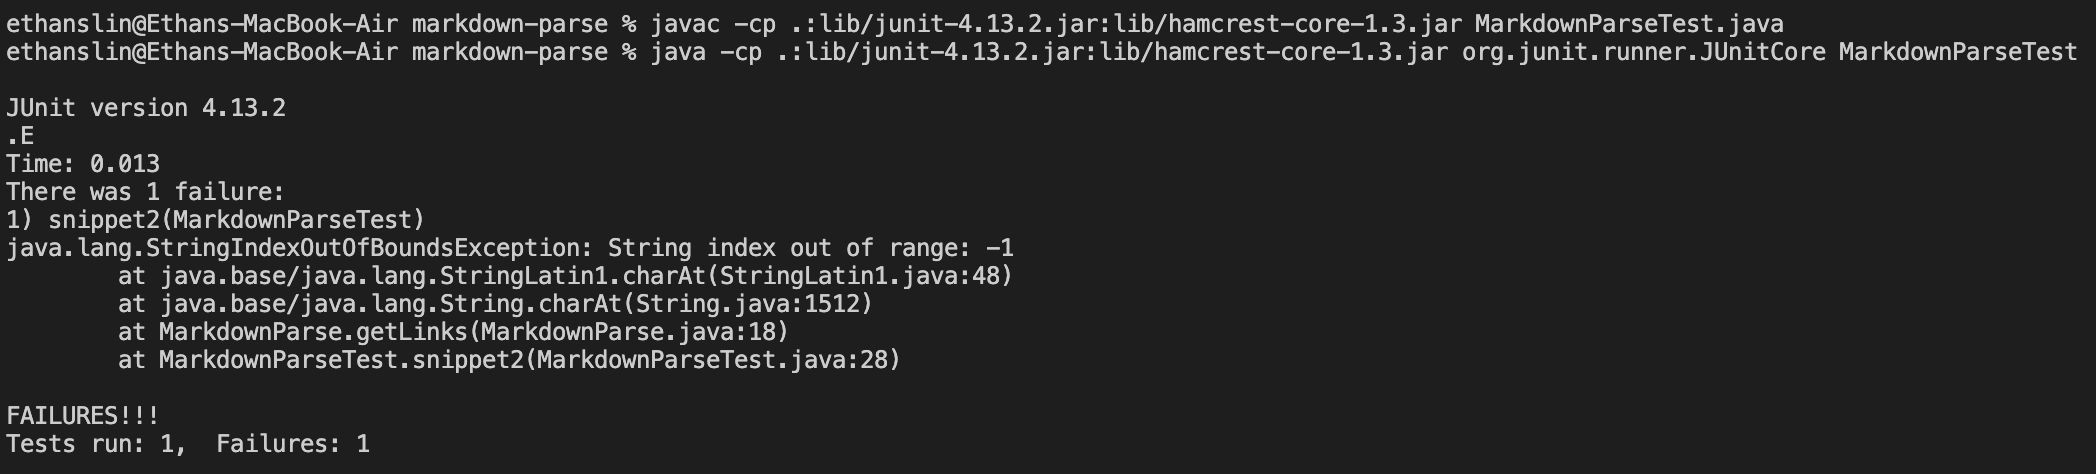 ethanslin@Ethans-MacBook-Air markdown-parse % javac -cp .:lib/junit-4.13.2.jar:lib/hamcrest-core-1.3.jar MarkdownParseTest.java
ethanslin@Ethans-MacBook-Air markdown-parse % java -cp .:lib/junit-4.13.2.jar:lib/hamcrest-core-1.3.jar org.junit.runner.JUnitCore MarkdownParseTest
JUnit version 4.13.2
.E
Time: 0.013
There was 1 failure:
1) snippet2(MarkdownParseTest)
java.lang.StringIndexOutOfBoundsException: String index out of range: -1
        at java.base/java.lang.StringLatin1.charAt(StringLatin1.java:48)
        at java.base/java.lang.String.charAt(String.java:1512)
        at MarkdownParse.getLinks(MarkdownParse.java:18)
        at MarkdownParseTest.snippet2(MarkdownParseTest.java:28)
FAILURES!!!
Tests run: 1,  Failures: 1